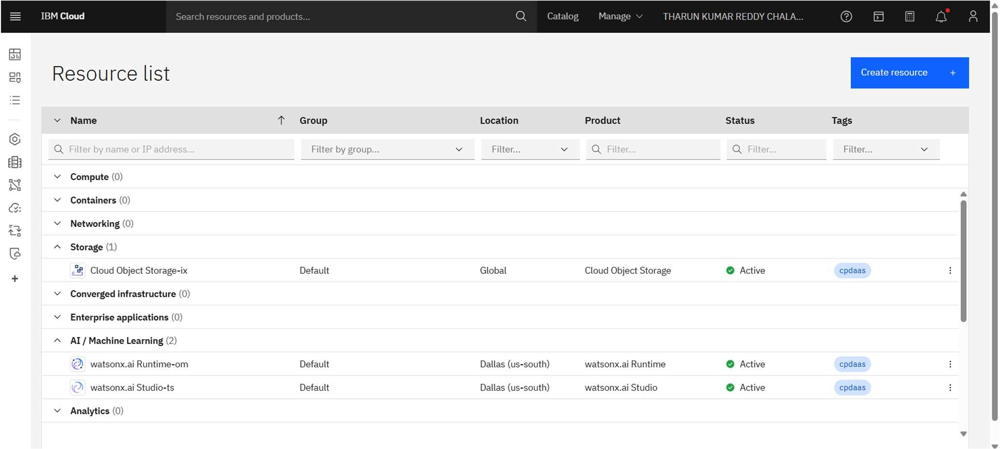 IBM Cloud
Search resources and products...
Catalog
Manage
THARUN KUMAR REDDY CHALA...
Resource list
Create resource +
Name Group Location Product Status Tags
Filter by name or IP address... Filter by group... Filter... Filter... Filter... Filter...
Compute (0)
Containers (0)
Networking (0)
Storage (1)
Cloud Object Storage-ix Default Global Cloud Object Storage Active cpdaas
Converged infrastructure (0)
Enterprise applications (0)
AI / Machine Learning (2)
watsonx.ai Runtime-om Default Dallas (us-south) watsonx.ai Runtime Active cpdaas
watsonx.ai Studio-ts Default Dallas (us-south) watsonx.ai Studio Active cpdaas
Analytics (0)